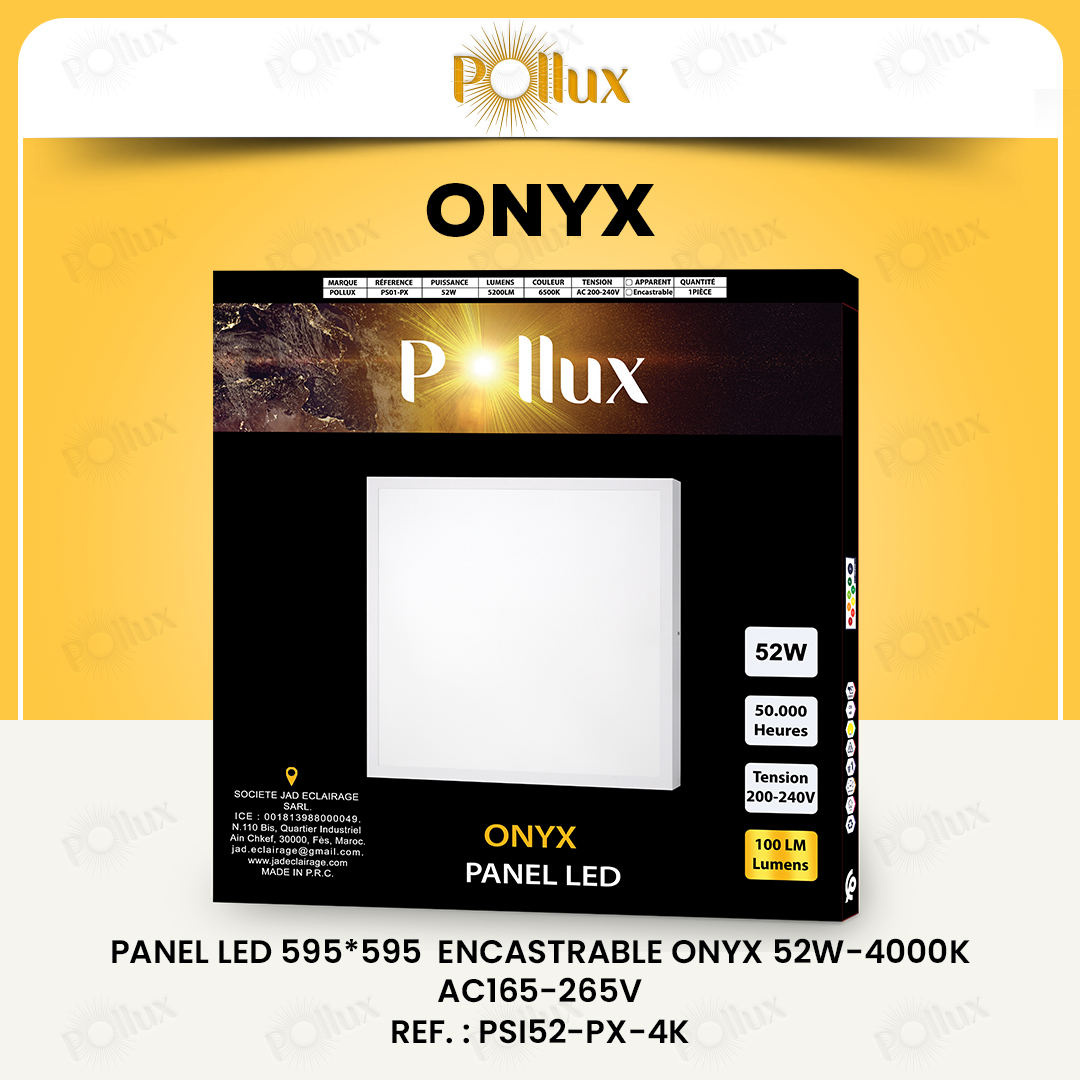 Pollux
ONYX
MARQUE RÉFERENCE PUISSANCE LUMENS COULEUR TENSION APPARENT QUANTITÉ
POLLUX PS01-PX 52W 5200LM 6500K AC 200-240V Encastrable 1PIÈCE
Pollux
52W
50.000
Heures
Tension
200-240V
100 LM
Lumens
SOCIETE JAD ECLAIRAGE
SARL.
ICE : 001813988000049.
N.110 Bis, Quartier Industriel
Ain Chkef, 30000, Fès, Maroc.
jad.eclairage@gmail.com.
www.jadeclairage.com
MADE IN P.R.C.
ONYX
PANEL LED
PANEL LED 595*595 ENCASTRABLE ONYX 52W-4000K
AC165-265V
REF. : PSI52-PX-4K